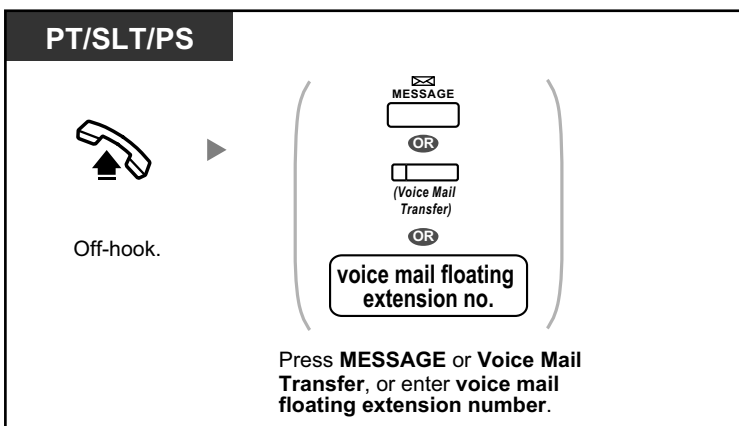 PT/SLT/PS
MESSAGE
OR
(Voice Mail
Transfer)
OR
voice mail floating
extension no.
Off-hook.
Press MESSAGE or Voice Mail
Transfer, or enter voice mail
floating extension number.